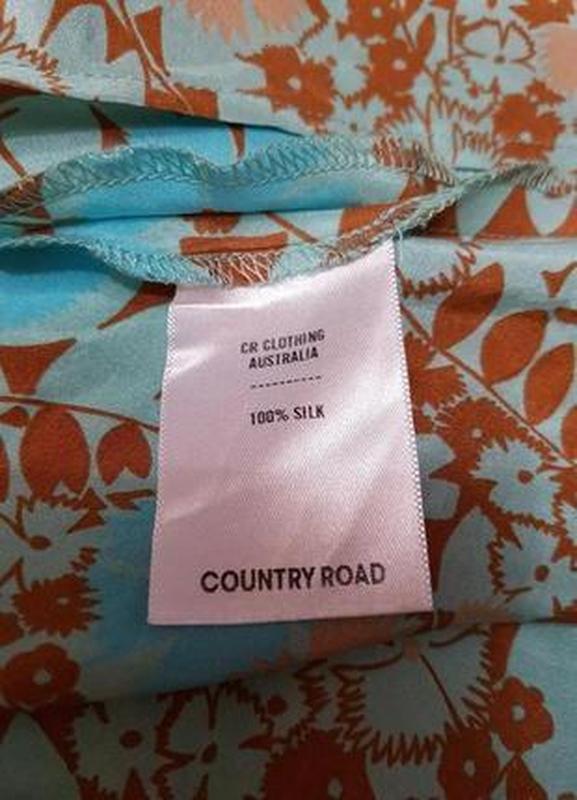 CR CLOTHING
AUSTRALIA
----------
100% SILK
COUNTRY ROAD